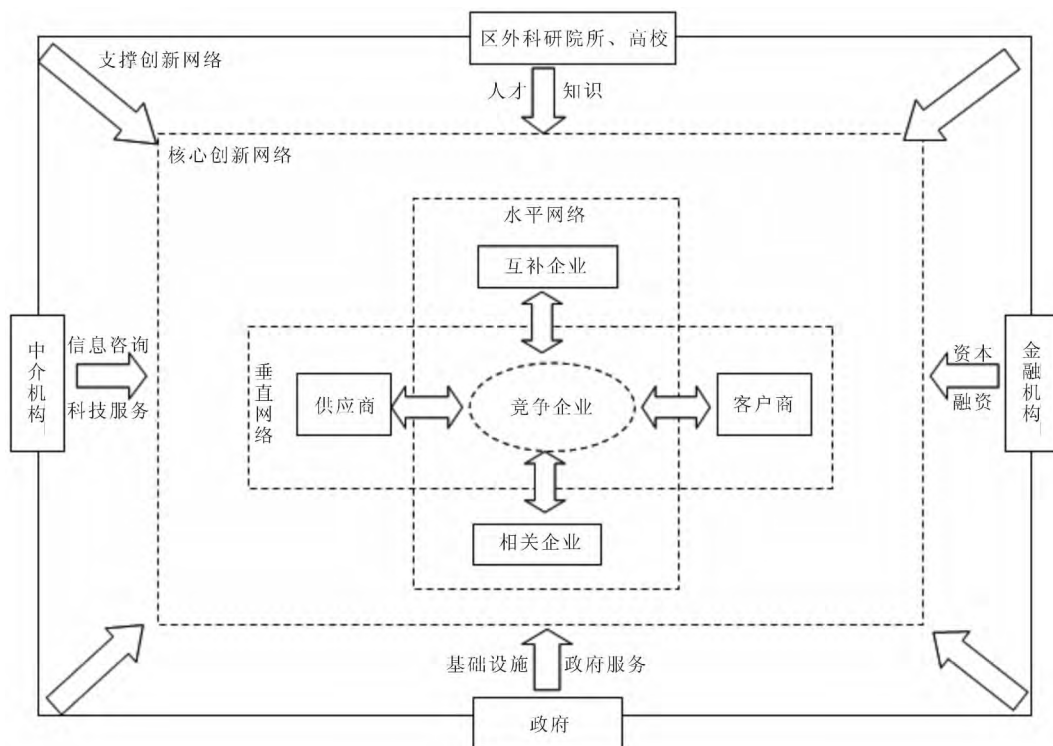 区外科研院所、高校
支撑创新网络
人才 知识
核心创新网络
水平网络
互补企业
中介机构
信息咨询
科技服务
垂直网络
供应商
竞争企业
客户商
资本
融资
金融机构
相关企业
基础设施 政府服务
政府